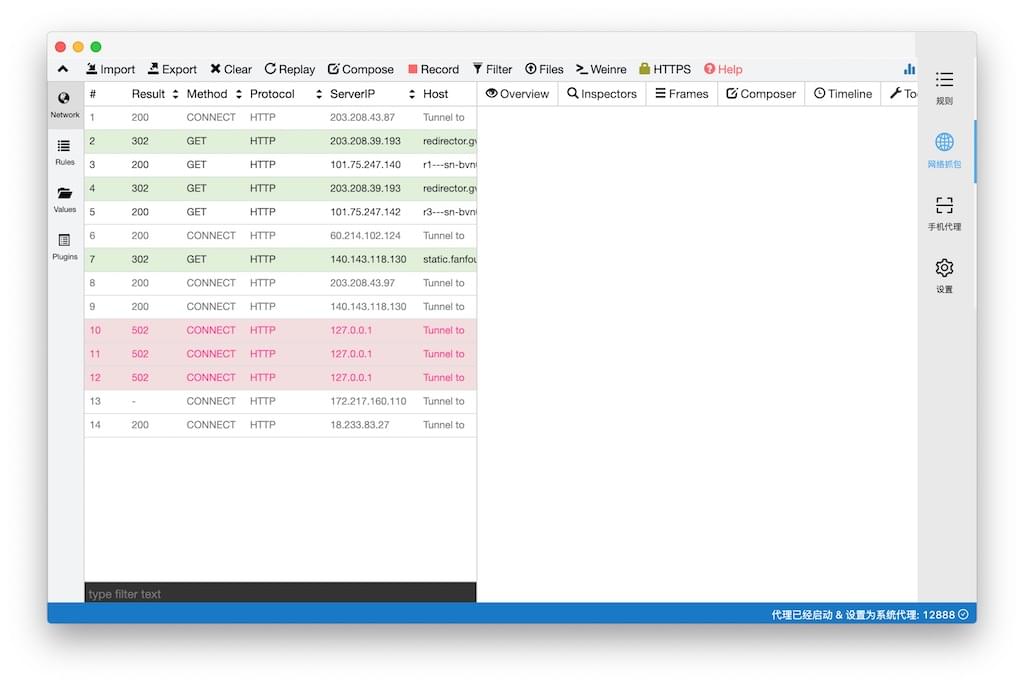 Import Export Clear Replay Compose Record Filter Files Weinre HTTPS Help
Network
Rules
Values
Plugins
# Result Method Protocol ServerIP Host
1 200 CONNECT HTTP 203.208.43.87 Tunnel to
2 302 GET HTTP 203.208.39.193 redirector.gv
3 200 GET HTTP 101.75.247.140 r1---sn-bvn
4 302 GET HTTP 203.208.39.193 redirector.gv
5 200 GET HTTP 101.75.247.142 r3---sn-bvn
6 200 CONNECT HTTP 60.214.102.124 Tunnel to
7 302 GET HTTP 140.143.118.130 static.fanfou
8 200 CONNECT HTTP 203.208.43.97 Tunnel to
9 200 CONNECT HTTP 140.143.118.130 Tunnel to
10 502 CONNECT HTTP 127.0.0.1 Tunnel to
11 502 CONNECT HTTP 127.0.0.1 Tunnel to
12 502 CONNECT HTTP 127.0.0.1 Tunnel to
13 - CONNECT HTTP 172.217.160.110 Tunnel to
14 200 CONNECT HTTP 18.233.83.27 Tunnel to
type filter text
Overview Inspectors Frames Composer Timeline To
规则
网络抓包
手机代理
设置
代理已经启动 & 设置为系统代理: 12888